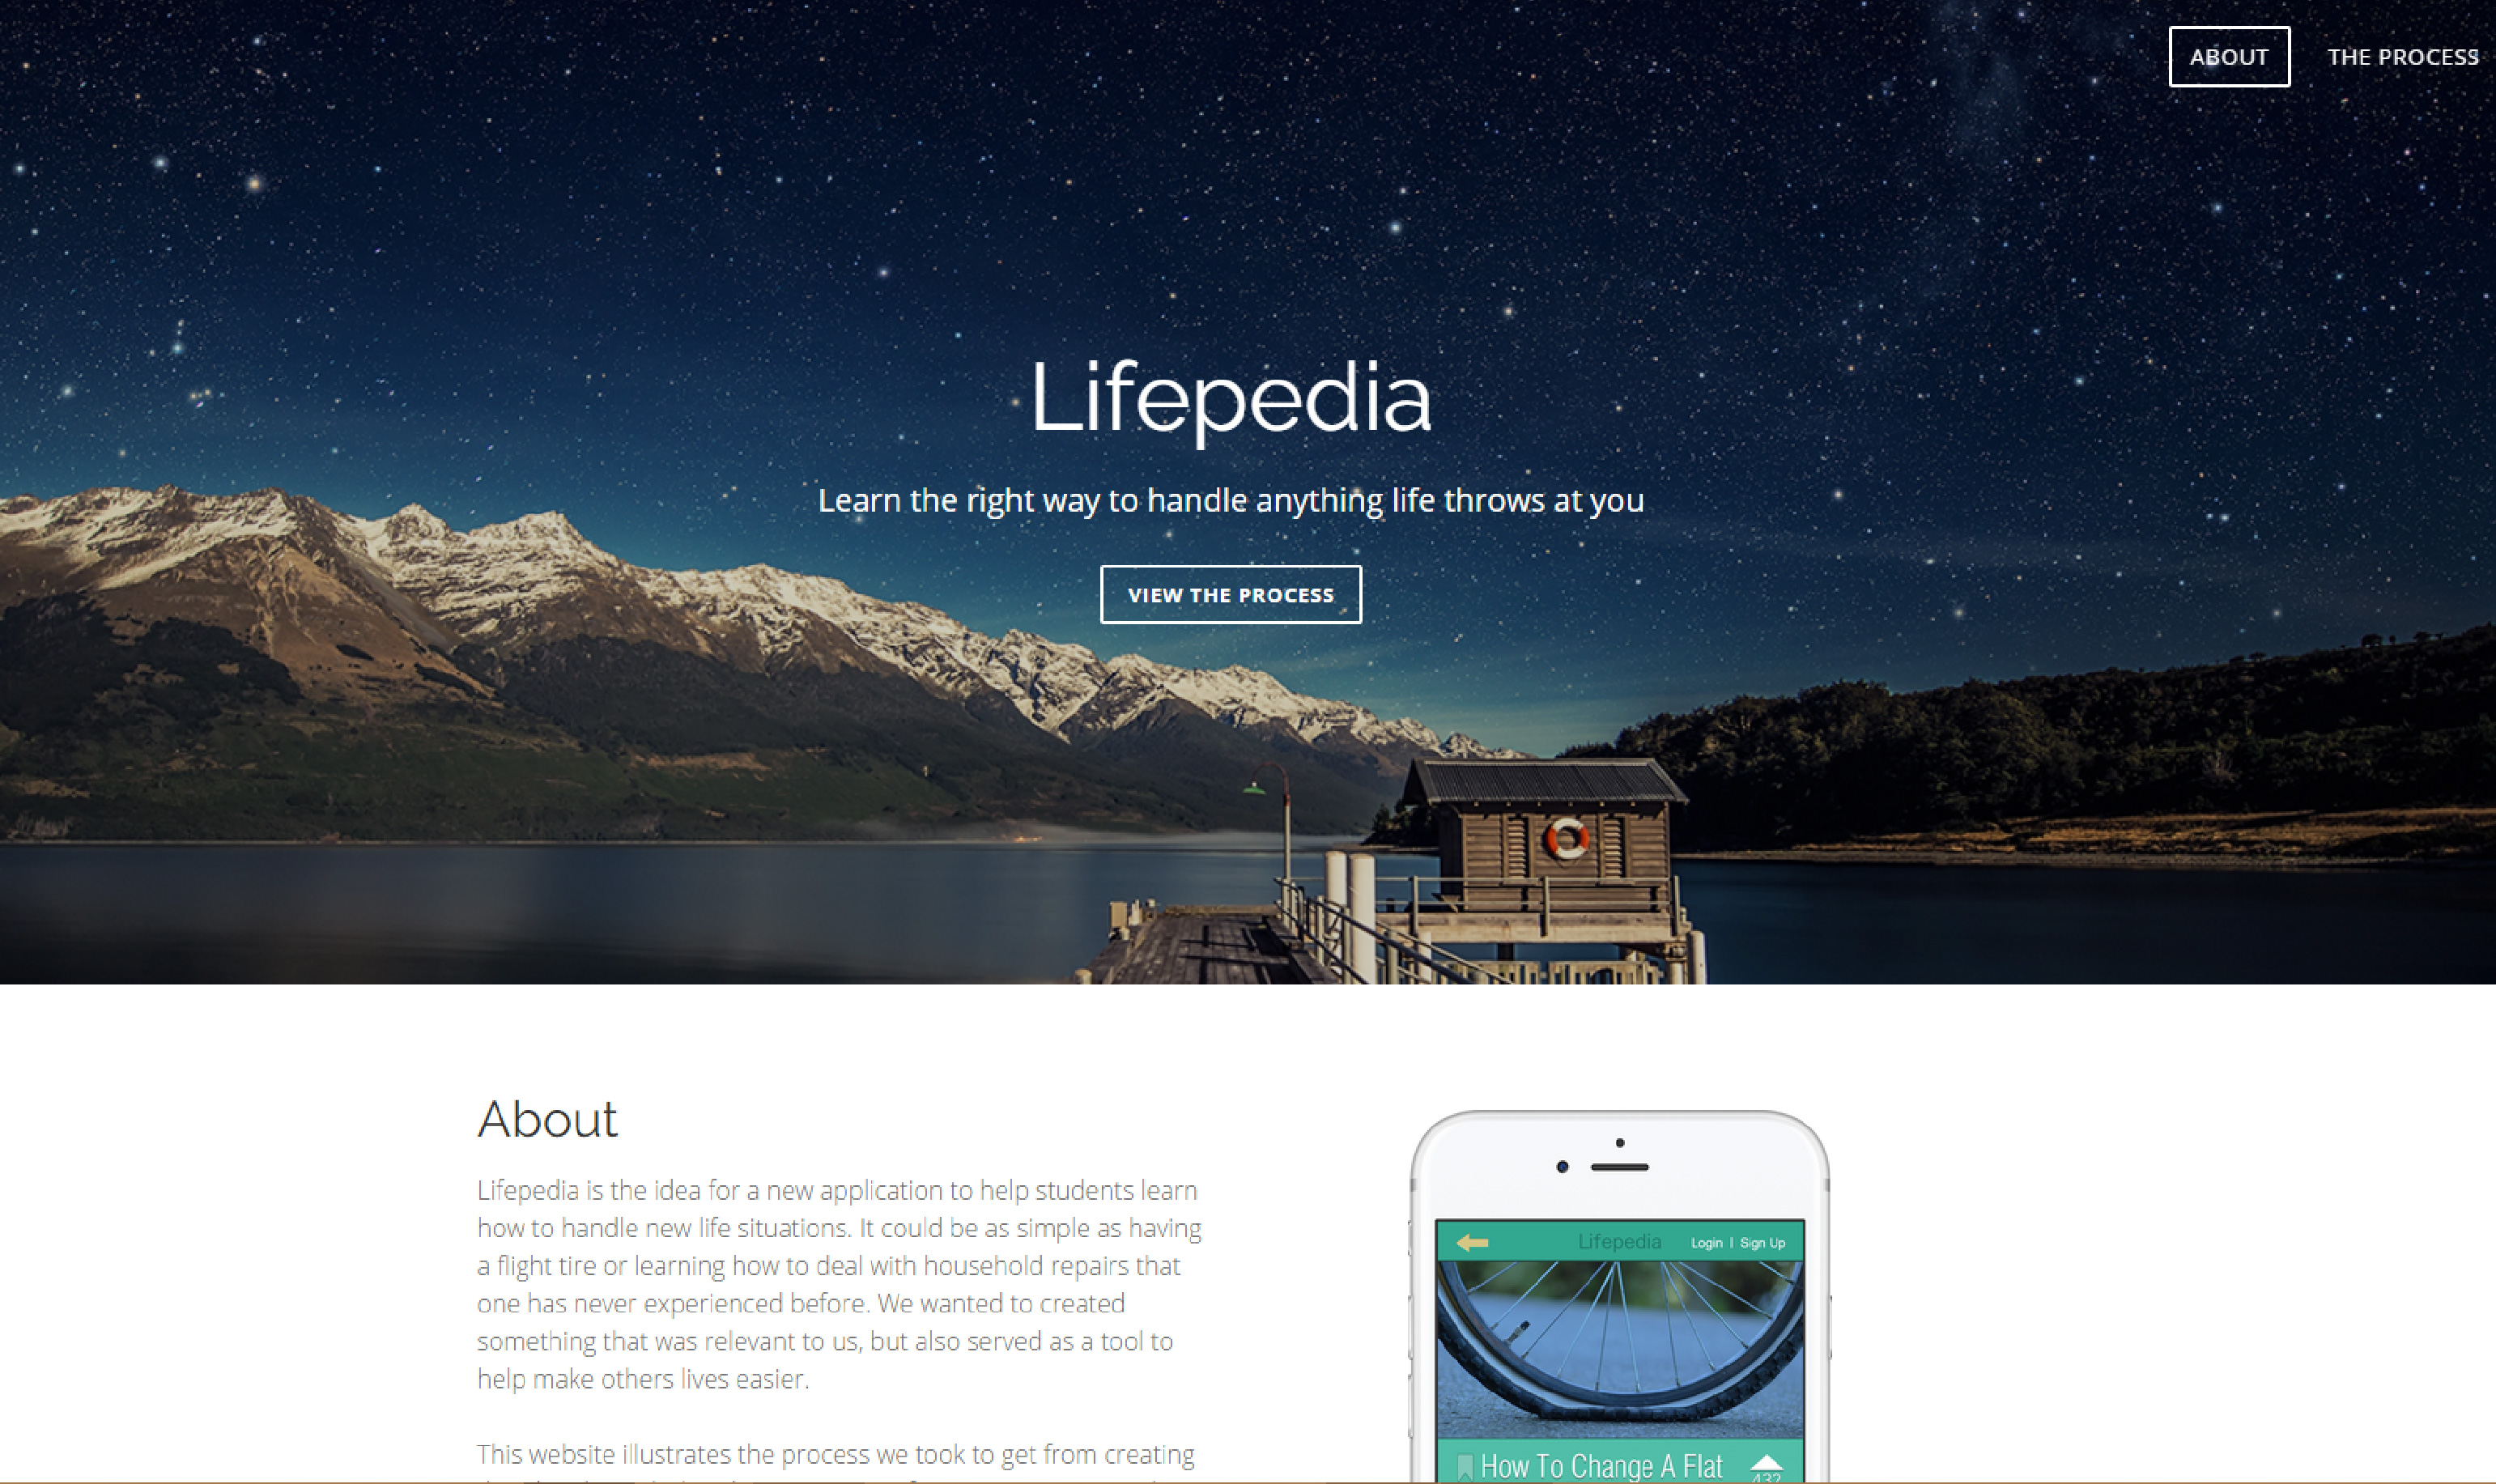 ABOUT THE PROCESS
Lifepedia
Learn the right way to handle anything life throws at you
VIEW THE PROCESS
About
Lifepedia is the idea for a new application to help students learn
how to handle new life situations. It could be as simple as having
a flight tire or learning how to deal with household repairs that
one has never experienced before. We wanted to created
something that was relevant to us, but also served as a tool to
help make others lives easier.
This website illustrates the process we took to get from creating
Lifepedia Login | Sign Up
How To Change A Flat
432